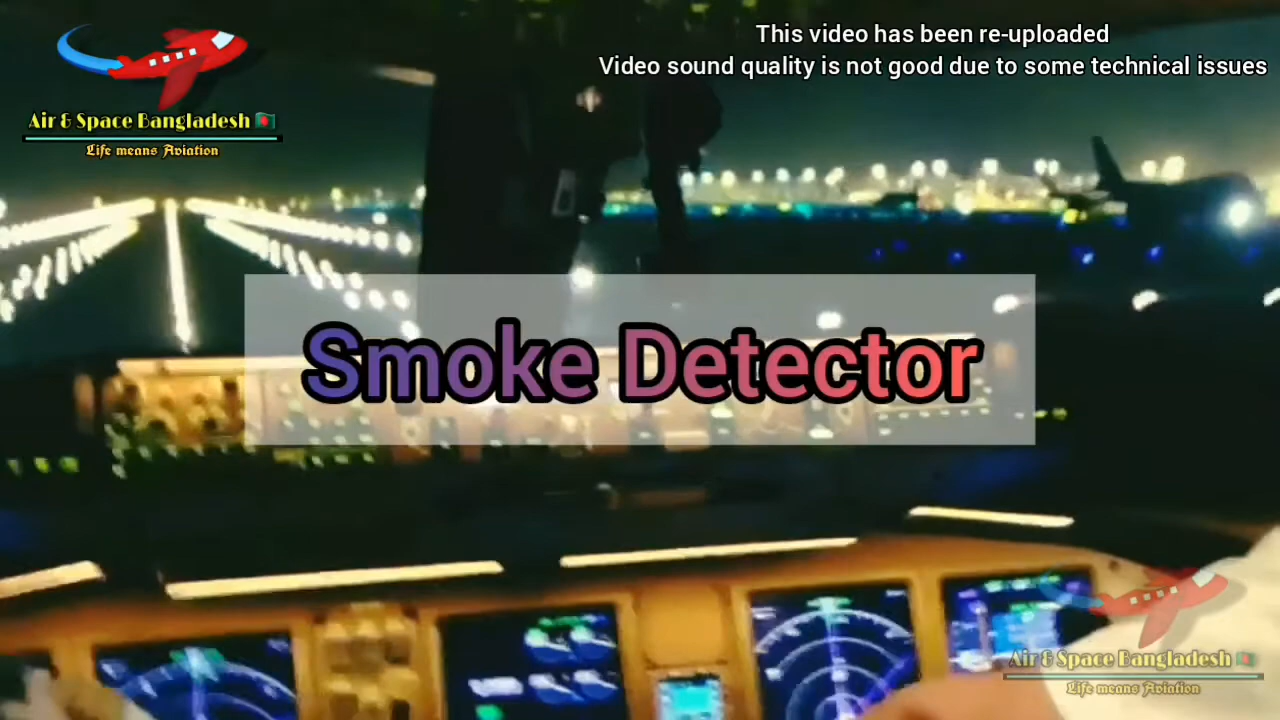 This video has been re-uploaded
Video sound quality is not good due to some technical issues
Air & Space Bangladesh 🇧🇩
Life means Aviation
Smoke Detector
Air & Space Bangladesh 🇧🇩
Life means Aviation